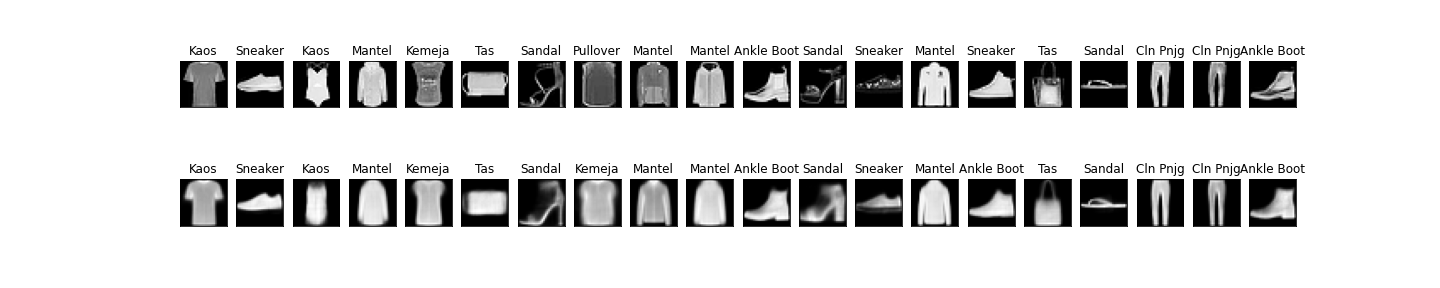 Kaos Sneaker Kaos Mantel Kemeja Tas Sandal Pullover Mantel Mantel Ankle Boot Sandal Sneaker Mantel Sneaker Tas Sandal Cln Pnjg Cln Pnjg Ankle Boot
Kaos Sneaker Kaos Mantel Kemeja Tas Sandal Kemeja Mantel Mantel Ankle Boot Sandal Sneaker Mantel Ankle Boot Tas Sandal Cln Pnjg Cln Pnjg Ankle Boot